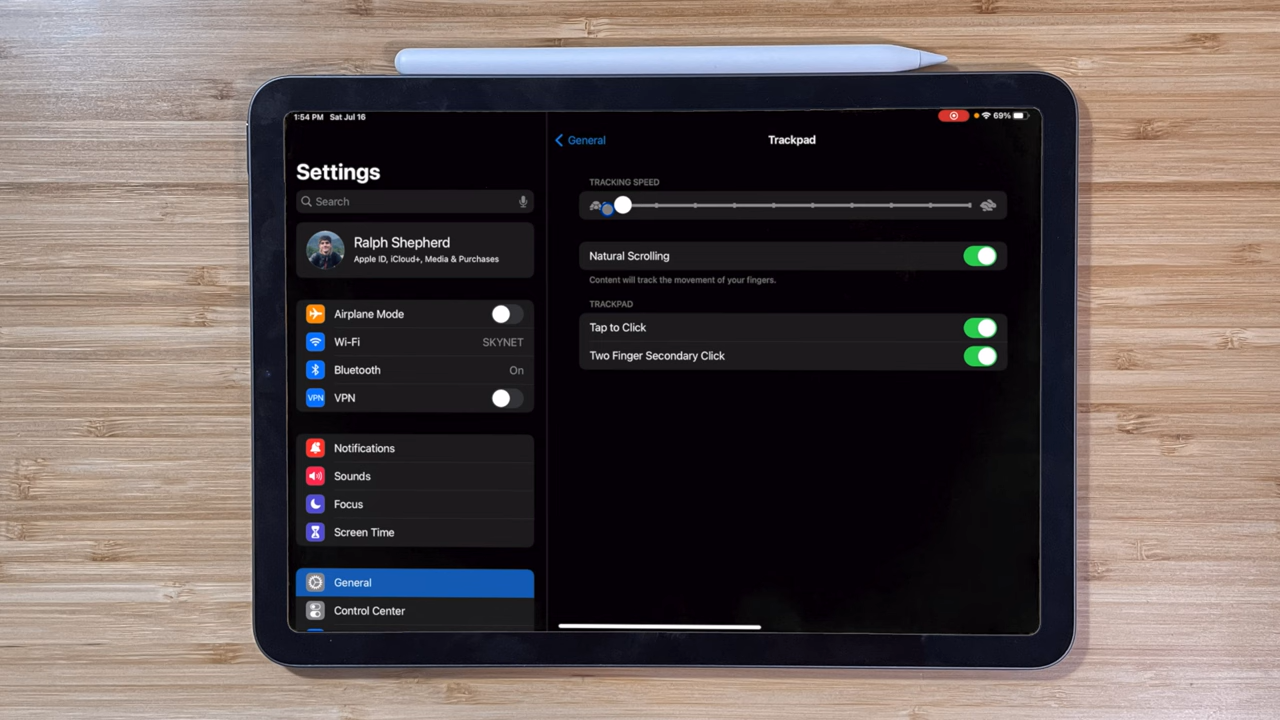 1:54 PM Sat Jul 16
69%
Settings
Search
Ralph Shepherd
Apple ID, iCloud+, Media & Purchases
Airplane Mode
Wi-Fi SKYNET
Bluetooth On
VPN VPN
Notifications
Sounds
Focus
Screen Time
General
Control Center
General
Trackpad
TRACKING SPEED
Natural Scrolling
Content will track the movement of your fingers.
TRACKPAD
Tap to Click
Two Finger Secondary Click